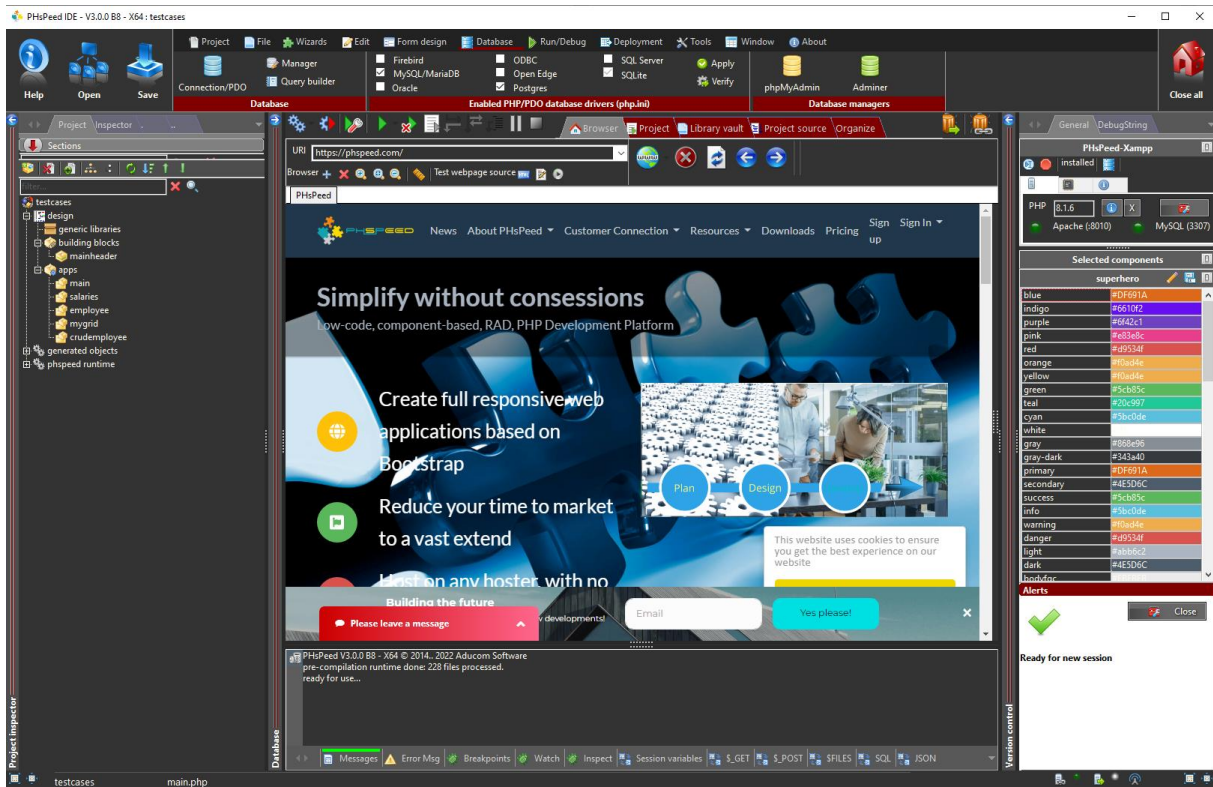 PHsPeed IDE - V3.0.0 B8 - X64 : testcases
Project File Wizards Edit Form design Database Run/Debug Deployment Tools Window About
Help Open Save
Connection/PDO
Manager
Query builder
Database
Firebird ODBC SQL Server
MySQL/MariaDB Open Edge SQLite
Oracle Postgres
Apply
Verify
Enabled PHP/PDO database drivers (php.ini)
phpMyAdmin Adminer
Database managers
Close all
Project Inspector . ..
Sections
filter...
testcases
design
generic libraries
building blocks
mainheader
apps
main
salaries
employee
mygrid
crudemployee
generated objects
phspeed runtime
Project inspector
Database
Browser Project Library vault Project source Organize
URI https://phspeed.com/
Browser Test webpage source
PHsPeed
PHSPEED News About PHsPeed Customer Connection Resources Downloads Pricing Sign up Sign In
Simplify without consessions
Low-code, component-based, RAD, PHP Development Platform
Create full responsive web
applications based on
Bootstrap
Reduce your time to market
to a vast extend
Host on any hoster, with no
Plan Design
This website uses cookies to ensure
you get the best experience on our
website
Building the future
Please leave a message
developments!
Email
Yes please!
PHsPeed V3.0.0 B8 - X64 © 2014.. 2022 Aducom Software
pre-compilation runtime done: 228 files processed.
ready for use...
Messages Error Msg Breakpoints Watch Inspect Session variables $_GET $_POST $FILES SQL JSON
General DebugString
PHsPeed-Xampp
installed
PHP 8.1.6 X
Apache (:8010) MySQL (3307)
Selected components
superhero
blue #DF691A
indigo #6610f2
purple #6f42c1
pink #e83e8c
red #d9534f
orange #f0ad4e
yellow #f0ad4e
green #5cb85c
teal #20c997
cyan #5bc0de
white
gray #868e96
gray-dark #343a40
primary #DF691A
secondary #4E5D6C
success #5cb85c
info #5bc0de
warning #f0ad4e
danger #d9534f
light #abb6c2
dark #4E5D6C
Alerts
Close
Ready for new session
Version control
testcases main.php